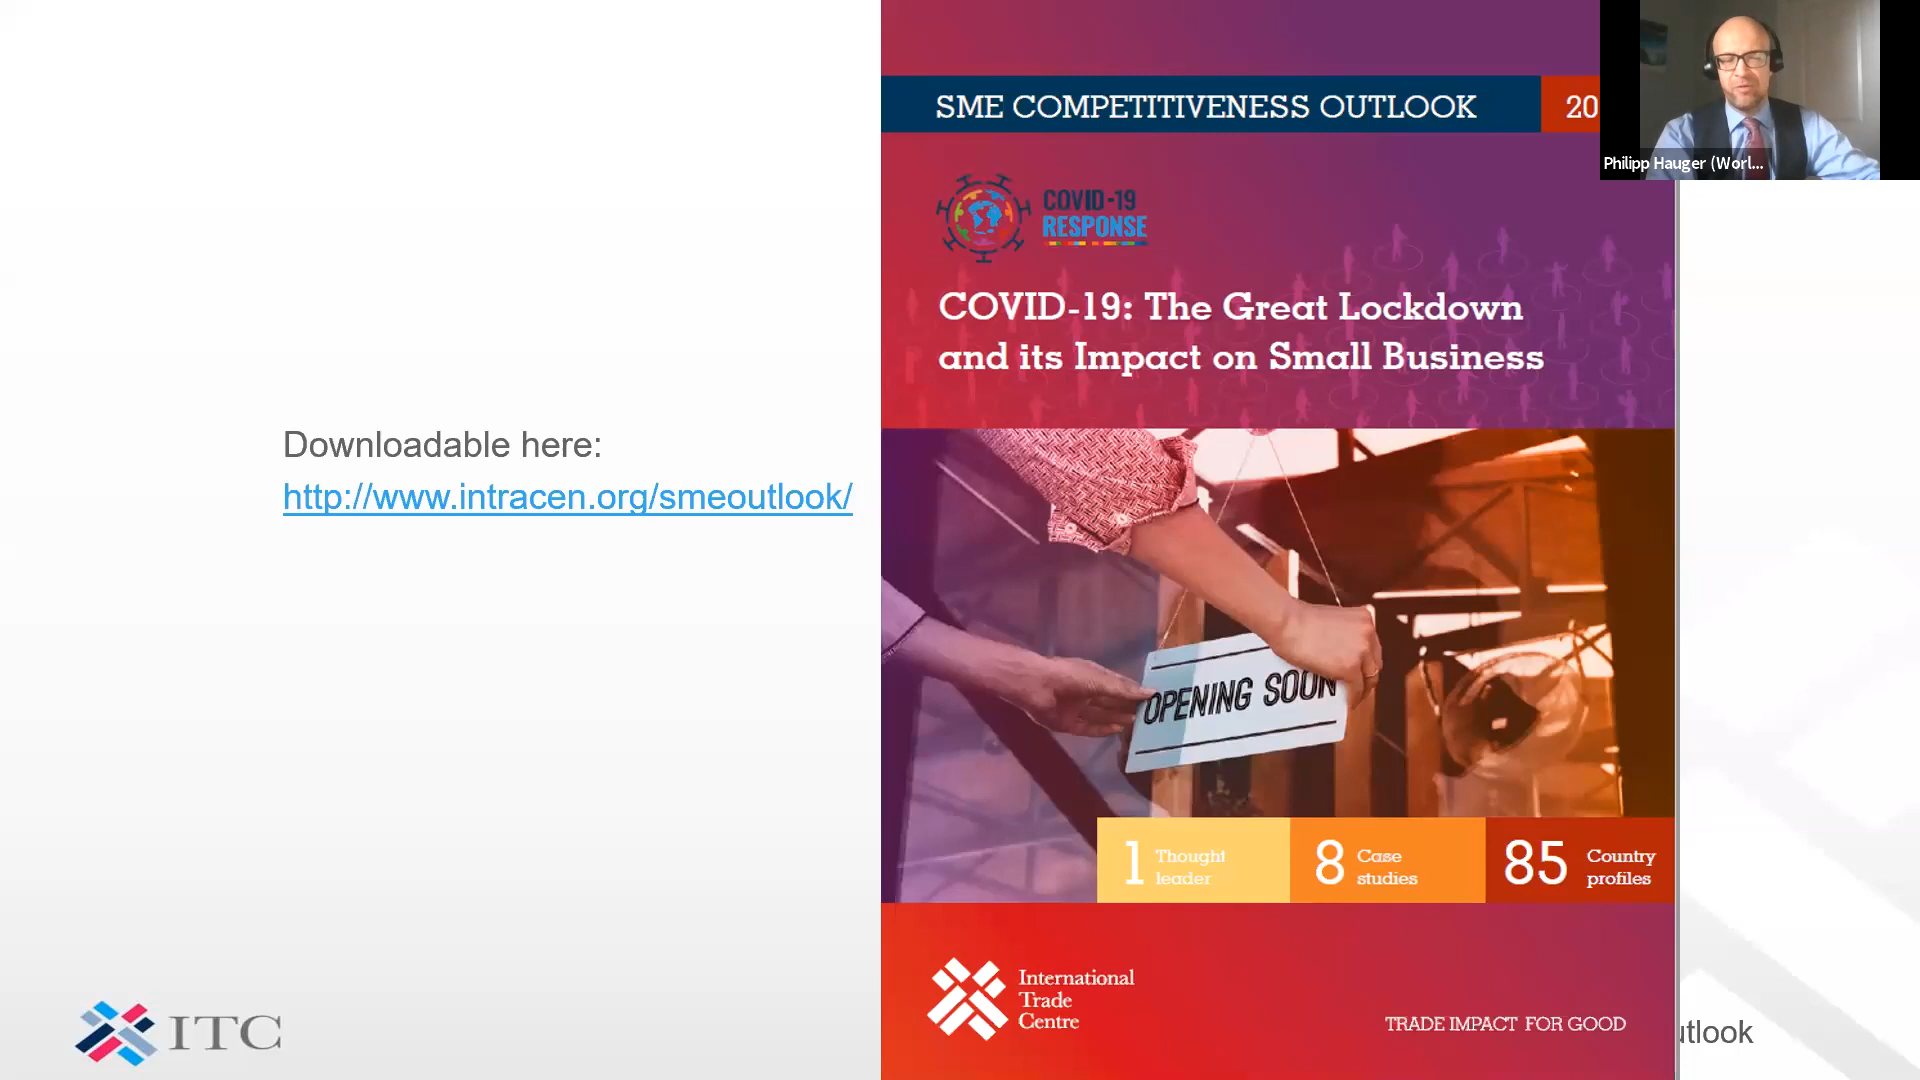 Downloadable here:
http://www.intracen.org/smeoutlook/
SME COMPETITIVENESS OUTLOOK
20
Philipp Hauger (Worl...
COVID-19
RESPONSE
COVID-19: The Great Lockdown
and its Impact on Small Business
OPENING SOON
1 Thought
leader
8 Case
studies
85 Country
profiles
International
Trade
Centre
TRADE IMPACT FOR GOOD
ITC
utlook